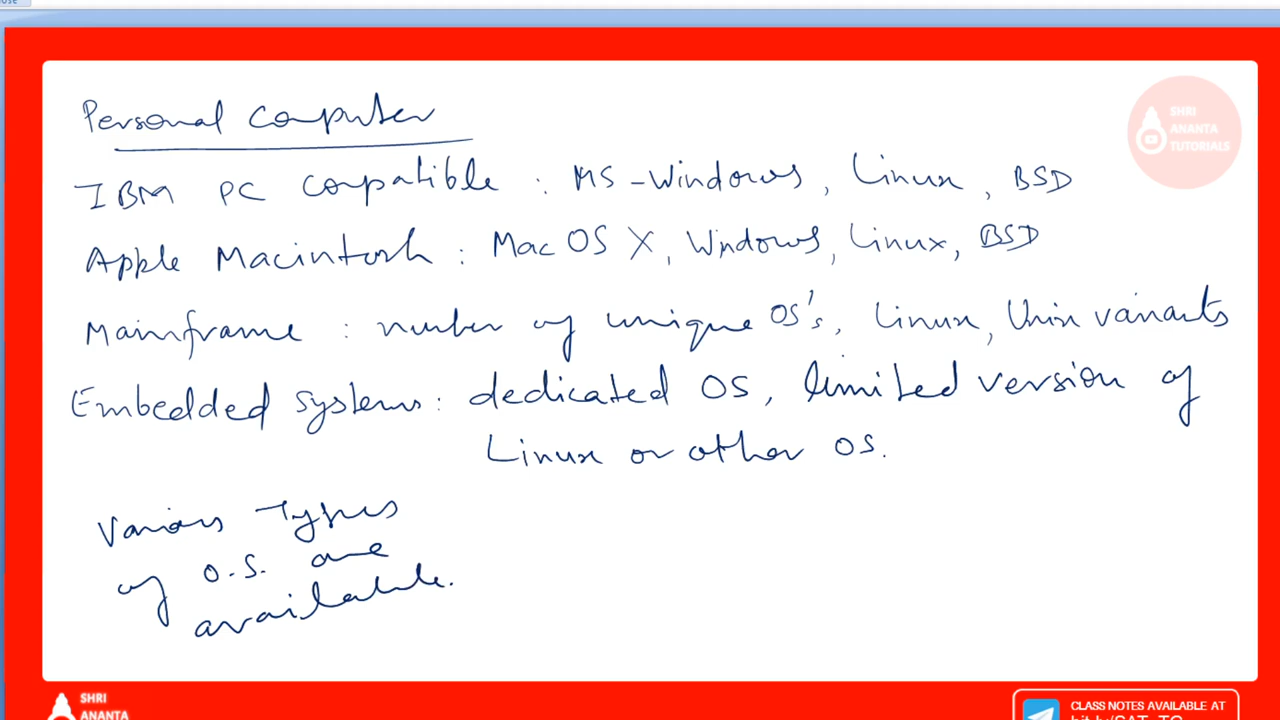 Personal Computer
IBM PC Compatible : MS-Windows, Linux, BSD
Apple Macintosh : Mac OS X, Windows, Linux, BSD
Mainframe : number of unique OS's, Linux, Unix variants
Embedded systems : dedicated OS, limited version of
Linux or other OS.
Various Types
of O.S. are
available.
SHRI
ANANTA
TUTORIALS
SHRI
ANANTA
CLASS NOTES AVAILABLE AT